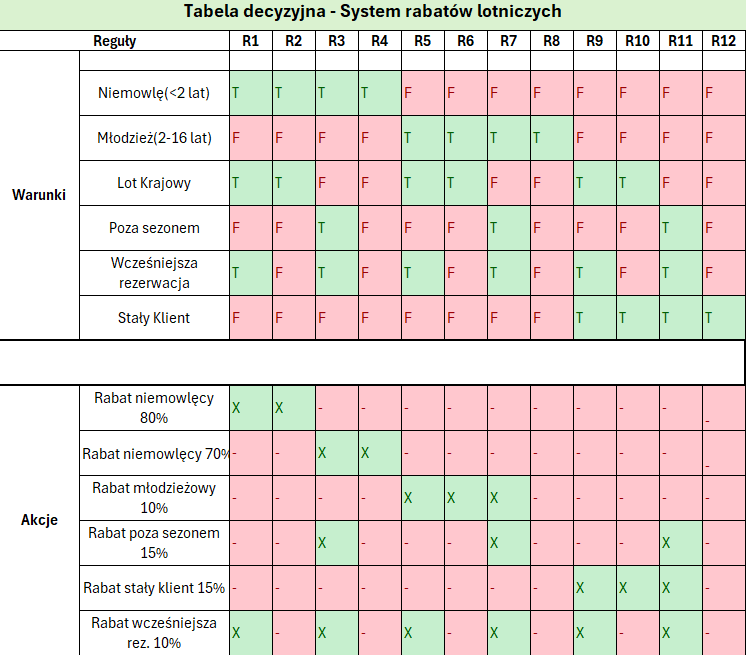 Tabela decyzyjna - System rabatów lotniczych
Reguły R1 R2 R3 R4 R5 R6 R7 R8 R9 R10 R11 R12
Warunki
Niemowlę(<2 lat) T T T T F F F F F F F F
Młodzież(2-16 lat) F F F F T T T T F F F F
Lot Krajowy T T F F T T F F T T F F
Poza sezonem F F T F F F T F F F T F
Wcześniejsza
rezerwacja T F T F T F T F T F T F
Stały Klient F F F F F F F F T T T T
Akcje
Rabat niemowlęcy
80% X X - - - - - - - - - -
Rabat niemowlęcy 70% - - X X - - - - - - - -
Rabat młodzieżowy
10% - - - - X X X - - - - -
Rabat poza sezonem
15% - - X - - - X - - - X -
Rabat stały klient 15% - - - - - - - - X X X -
Rabat wcześniejsza
rez. 10% X - X - X - X - X - X -